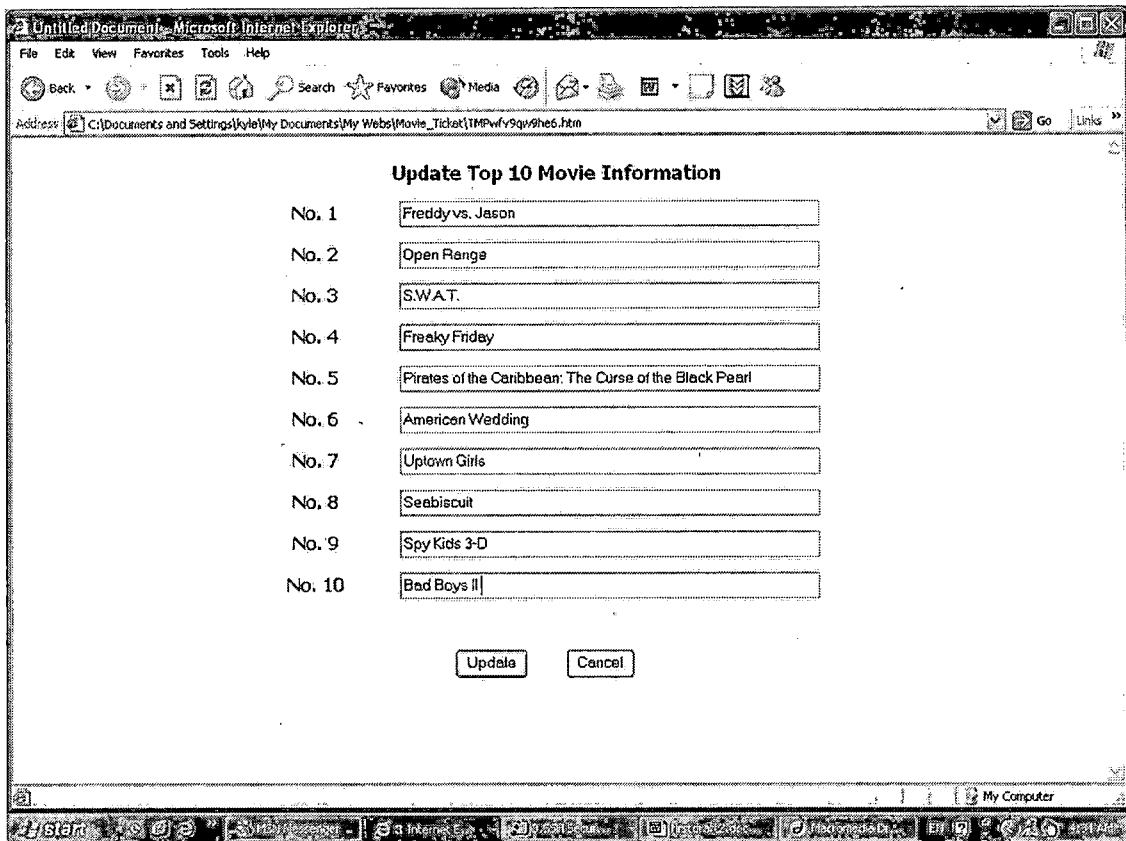 Untitled Document - Microsoft Internet Explorer
File Edit View Favorites Tools Help
Back Search Favorites Media
Address C:\Documents and Settings\kyle\My Documents\My Webs\Movie_Ticket\TMPwfv9qw9he6.htm Go Links »
Update Top 10 Movie Information
No. 1 Freddy vs. Jason
No. 2 Open Range
No. 3 S.W.A.T.
No. 4 Freaky Friday
No. 5 Pirates of the Caribbean: The Curse of the Black Pearl
No. 6 American Wedding
No. 7 Uptown Girls
No. 8 Seabiscuit
No. 9 Spy Kids 3-D
No. 10 Bad Boys II
Update Cancel
My Computer
start